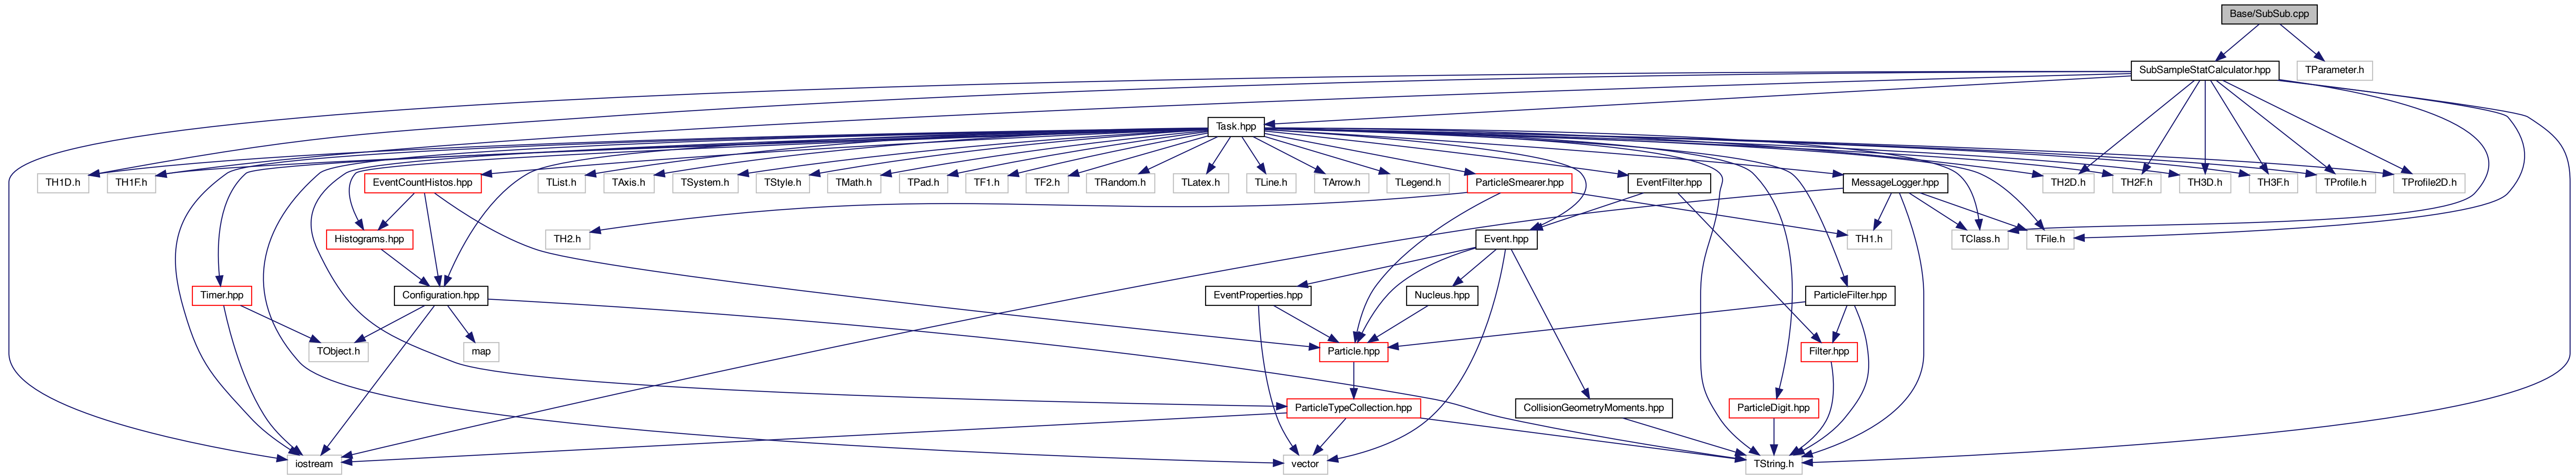 Base/SubSub.cpp
SubSampleStatCalculator.hpp
TParameter.h
Task.hpp
TH1D.h
TH1F.h
EventCountHistos.hpp
TList.h
TAxis.h
TSystem.h
TStyle.h
TMath.h
TPad.h
TF1.h
TF2.h
TRandom.h
TLatex.h
TLine.h
TArrow.h
TLegend.h
ParticleSmearer.hpp
EventFilter.hpp
MessageLogger.hpp
TH2D.h
TH2F.h
TH3D.h
TH3F.h
TProfile.h
TProfile2D.h
Histograms.hpp
TH2.h
Event.hpp
TH1.h
TClass.h
TFile.h
Timer.hpp
Configuration.hpp
EventProperties.hpp
Nucleus.hpp
ParticleFilter.hpp
TObject.h
map
Particle.hpp
Filter.hpp
ParticleTypeCollection.hpp
CollisionGeometryMoments.hpp
ParticleDigit.hpp
iostream
vector
TString.h